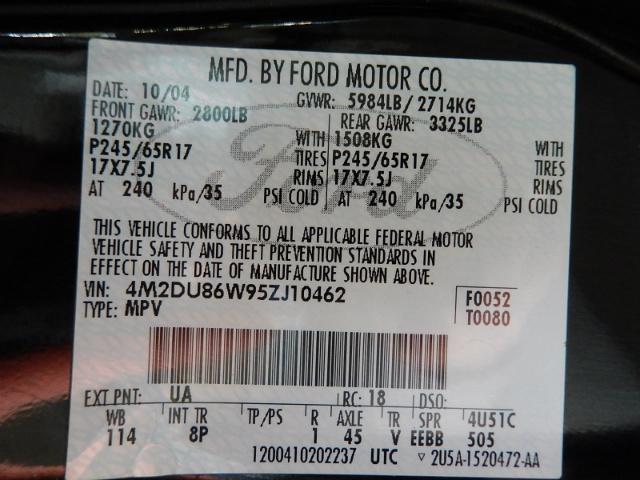 MFD. BY FORD MOTOR CO.
DATE: 10/04 GVWR: 5984LB/2714KG
FRONT GAWR: 2800LB REAR GAWR: 3325LB
1270KG WITH 1508KG WITH
P245/65R17 TIRES P245/65R17 TIRES
17X7.5J RIMS 17X7.5J RIMS
AT 240 kPa/35 PSI COLD AT 240 kPa/35 PSI COLD
Ford
THIS VEHICLE CONFORMS TO ALL APPLICABLE FEDERAL MOTOR
VEHICLE SAFETY AND THEFT PREVENTION STANDARDS IN
EFFECT ON THE DATE OF MANUFACTURE SHOWN ABOVE.
VIN: 4M2DU86W95ZJ10462 F0052
TYPE: MPV T0080
EXT PNT: UA RC: 18 DSO:
WB INT TR TP/PS R AXLE TR SPR 4U51C
114 8P 1 45 V EEBB 505
1200410202237 UTC ▽ 2U5A-1520472-AA